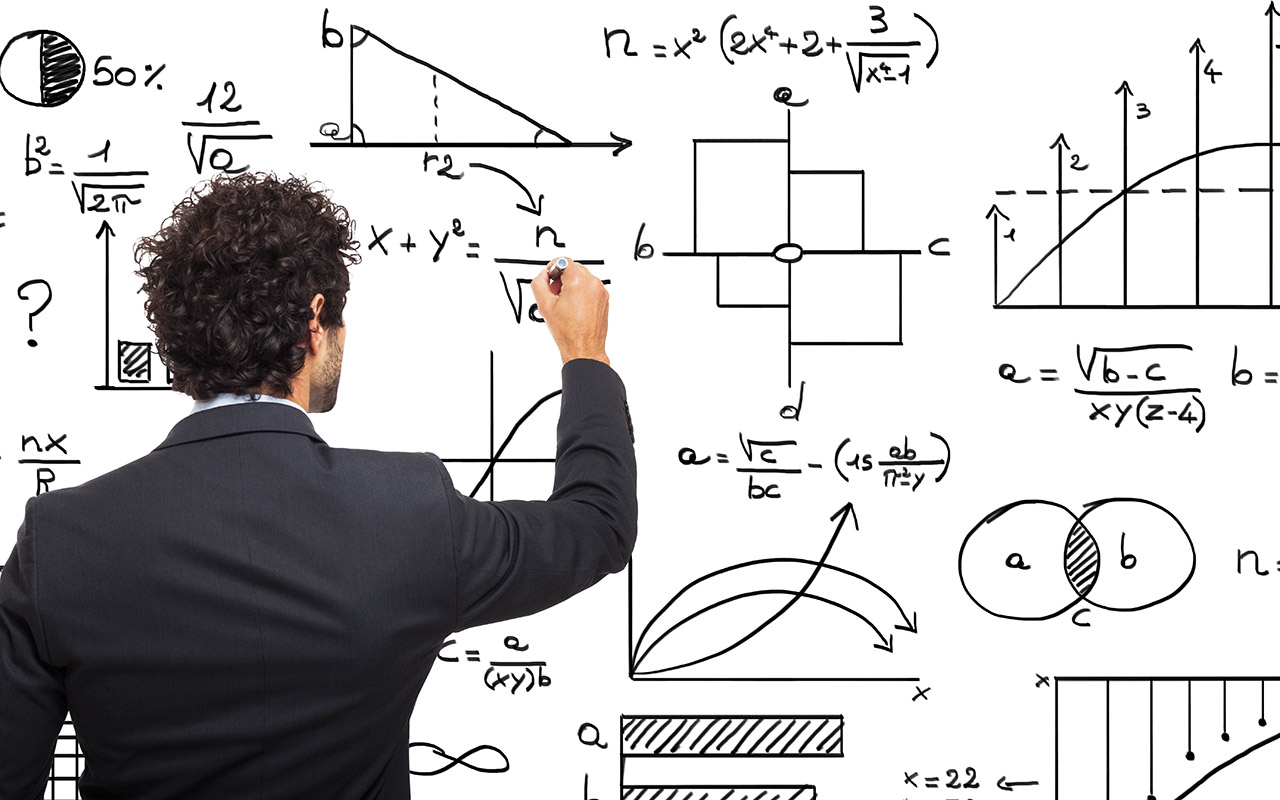 50%
b² = 1/√2π
12/√a
b
a
r2
n = x² (2x⁴+2+ 3/√x⁴-1)
x + y² = n/√
a
b
c
d
1
2
3
4
?
nx/R
a = √b-c / xy(z-4)
b =
a = √c/bc - (15 ab/π²-y)
a
b
c
n =
c = a/(xy)b
x
x
a
b
x = 22